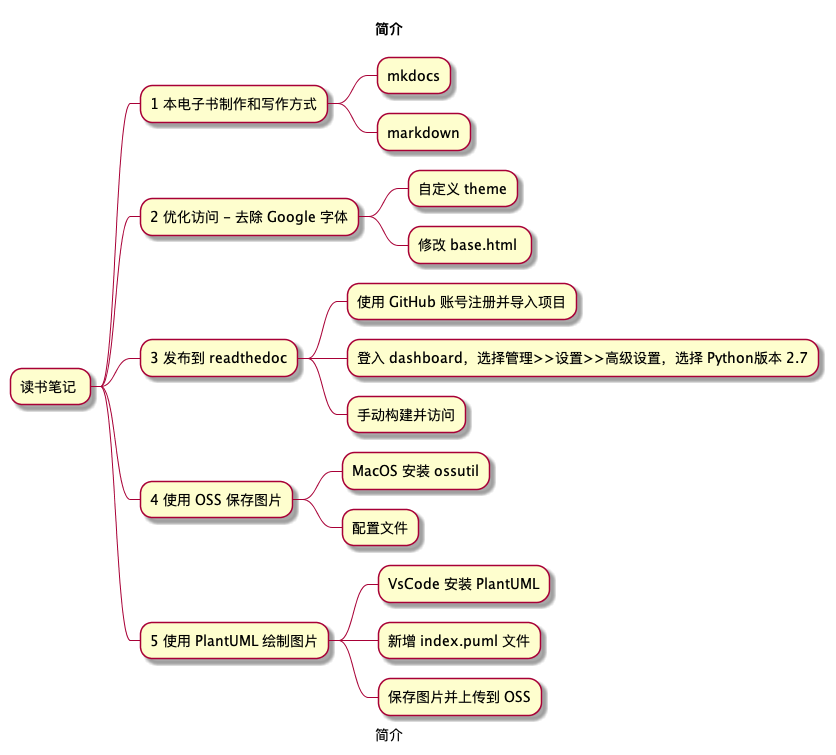 简介
读书笔记
1 本电子书制作和写作方式
mkdocs
markdown
2 优化访问 - 去除 Google 字体
自定义 theme
修改 base.html
3 发布到 readthedoc
使用 GitHub 账号注册并导入项目
登入 dashboard，选择管理>>设置>>高级设置，选择 Python版本 2.7
手动构建并访问
4 使用 OSS 保存图片
MacOS 安装 ossutil
配置文件
5 使用 PlantUML 绘制图片
VsCode 安装 PlantUML
新增 index.puml 文件
保存图片并上传到 OSS
简介